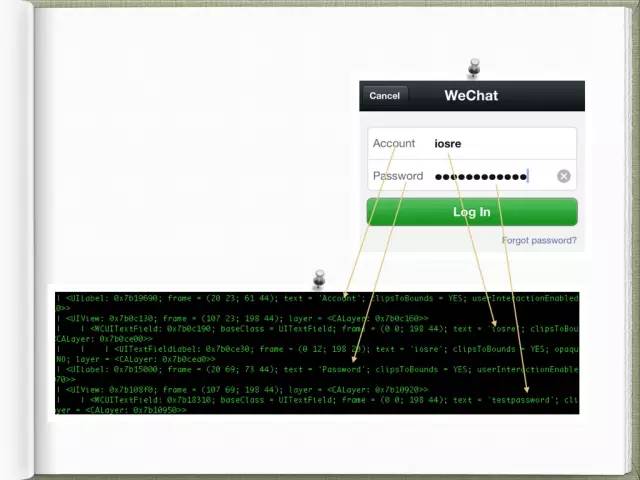 Cancel WeChat
Account iosre
Password ●●●●●●●●●●●●
Log In
Forgot password?
| <UILabel: 0x7b19690; frame = (20 23; 61 44); text = 'Account'; clipsToBounds = YES; userInteractionEnabled
0>>
| <UIView: 0x7b0c130; frame = (107 23; 198 44); layer = <CALayer: 0x7b0c160>>
| | <WCUITextField: 0x7b0c190; baseClass = UITextField; frame = (0 0; 198 44); text = 'iosre'; clipsToBou
CALayer: 0x7b0ce00>>
| | | <UITextFieldLabel: 0x7b0ce30; frame = (0 12; 198 20); text = 'iosre'; clipsToBounds = YES; opaqu
NO; layer = <CALayer: 0x7b0cea0>>
| <UILabel: 0x7b15000; frame = (20 69; 73 44); text = 'Password'; clipsToBounds = YES; userInteractionEnable
70>>
| <UIView: 0x7b108f0; frame = (107 69; 198 44); layer = <CALayer: 0x7b10920>>
| | <WCUITextField: 0x7b18310; baseClass = UITextField; frame = (0 0; 198 44); text = 'testpassword'; cli
yer = <CALayer: 0x7b10950>>